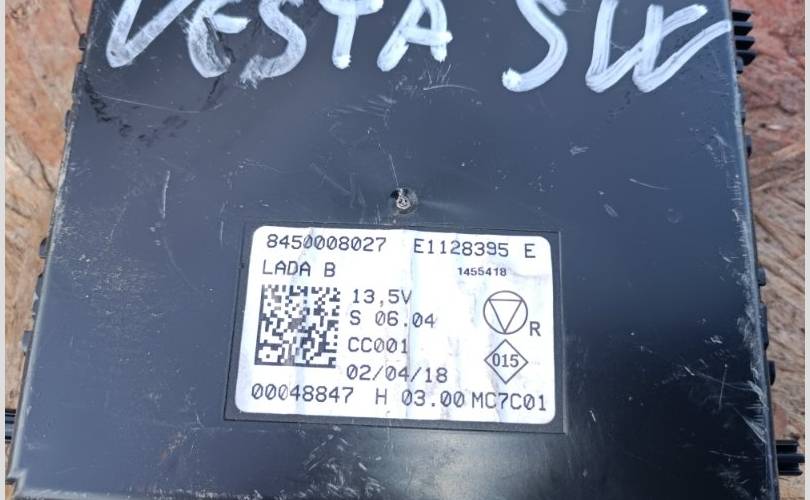 VESTA SW
8450008027 E1128395 E
LADA B 1455418
13,5V
S 06.04
R
CC001
015
02/04/18
00048847 H 03.00 MC7C01